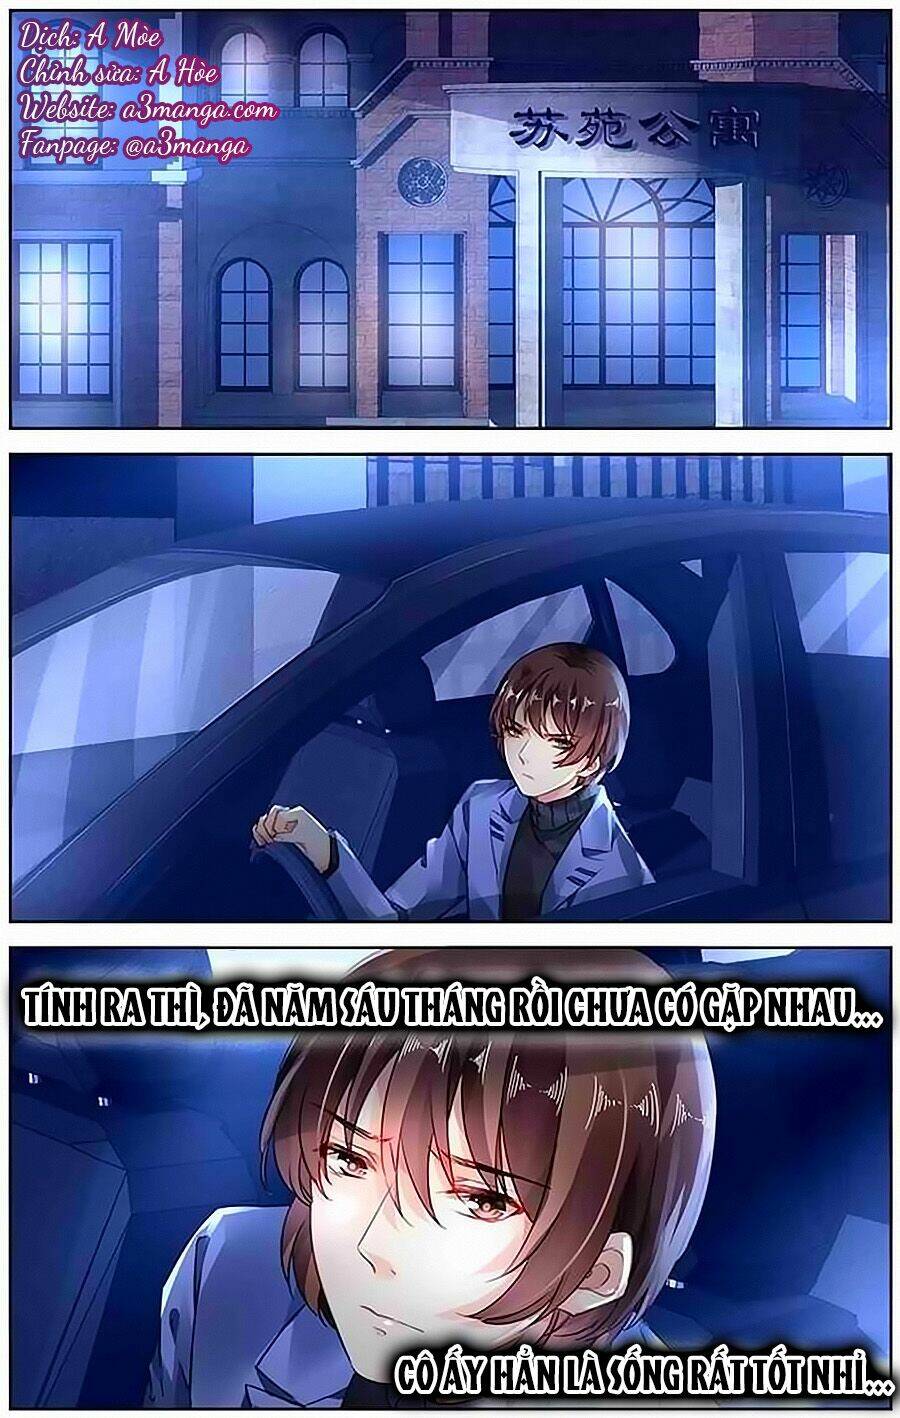 Dịch: A Mòe
Chỉnh sửa: A Hòe
Website: a3manga.com
Fanpage: @a3manga
苏苑公寓
TÍNH RA THÌ, ĐÃ NĂM SÁU THÁNG RỒI CHƯA CÓ GẶP NHAU...
CÔ ẤY HẲN LÀ SỐNG RẤT TỐT NHỈ...